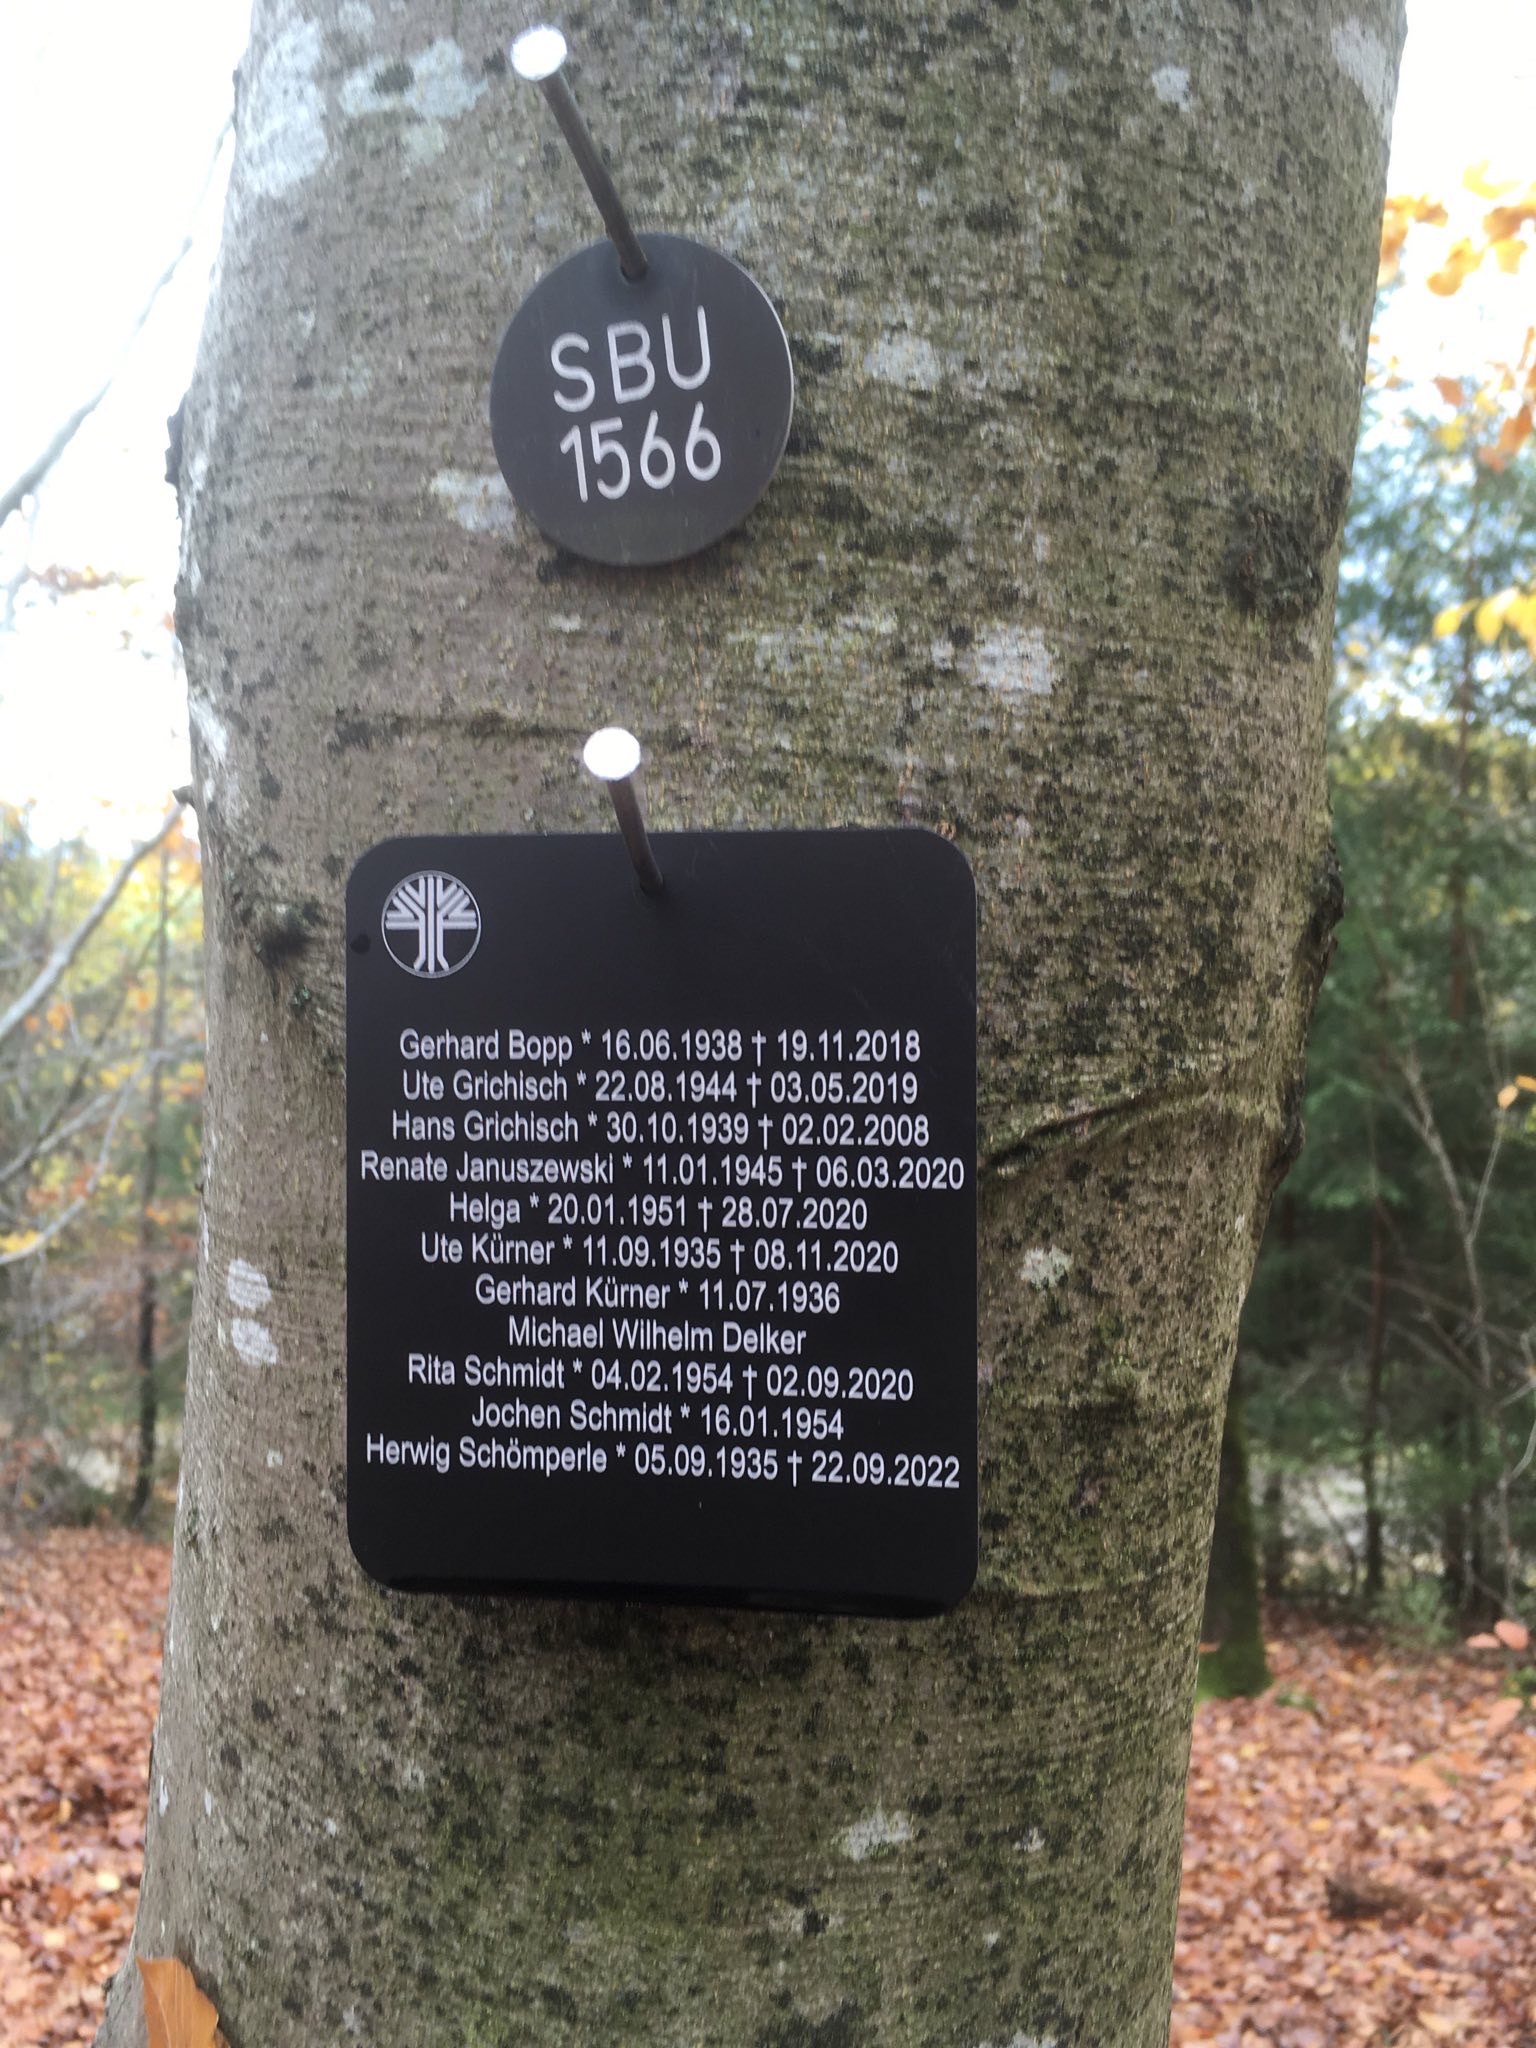 SBU
1566
Gerhard Bopp * 16.06.1938 † 19.11.2018
Ute Grichisch * 22.08.1944 † 03.05.2019
Hans Grichisch * 30.10.1939 † 02.02.2008
Renate Januszewski * 11.01.1945 † 06.03.2020
Helga * 20.01.1951 † 28.07.2020
Ute Kürner * 11.09.1935 † 08.11.2020
Gerhard Kürner * 11.07.1936
Michael Wilhelm Delker
Rita Schmidt * 04.02.1954 † 02.09.2020
Jochen Schmidt * 16.01.1954
Herwig Schömperle * 05.09.1935 † 22.09.2022